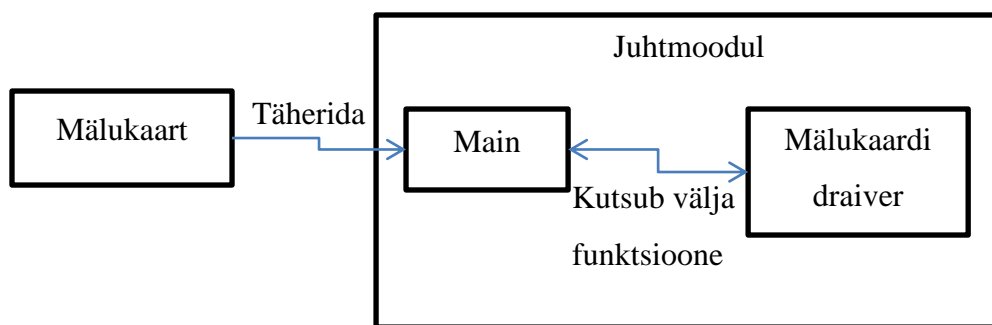 Juhtmoodul
Mälukaart
Täherida
Main
Mälukaardi
draiver
Kutsub välja
funktsioone